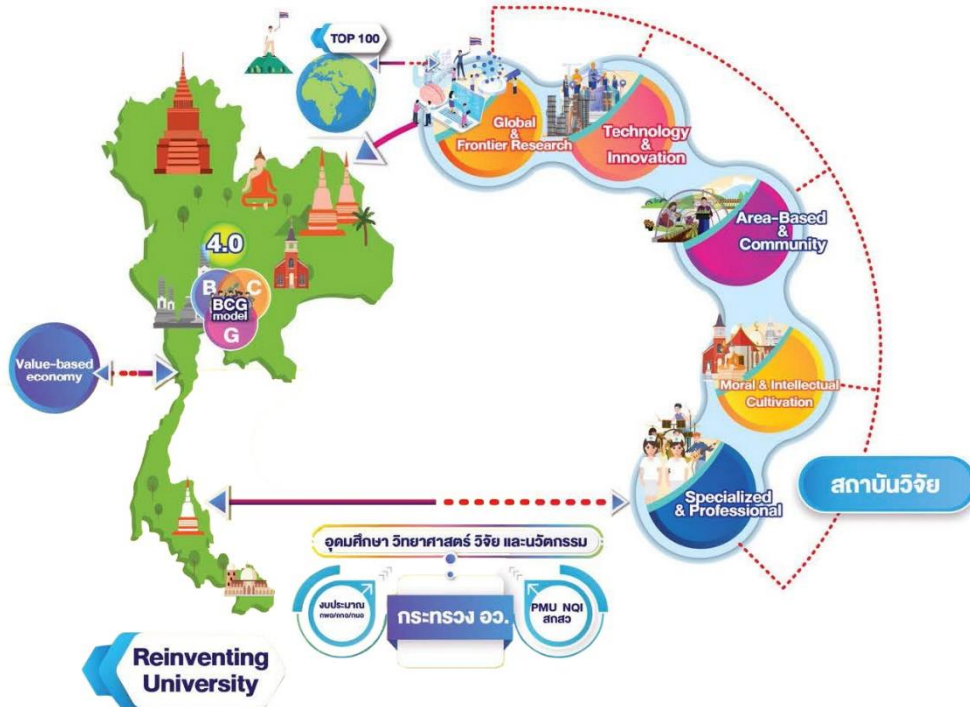 TOP 100
Global
&
Frontier Research
Technology
&
Innovation
Area-Based
&
Community
4.0
B
C
BCG
model
G
Value-based
economy
Moral & Intellectual
Cultivation
Specialized
& Professional
สถาบันวิจัย
อุดมศึกษา วิทยาศาสตร์ วิจัย และนวัตกรรม
งบประมาณ
กระทรวง อว.
PMU NQI
สกสว
Reinventing
University